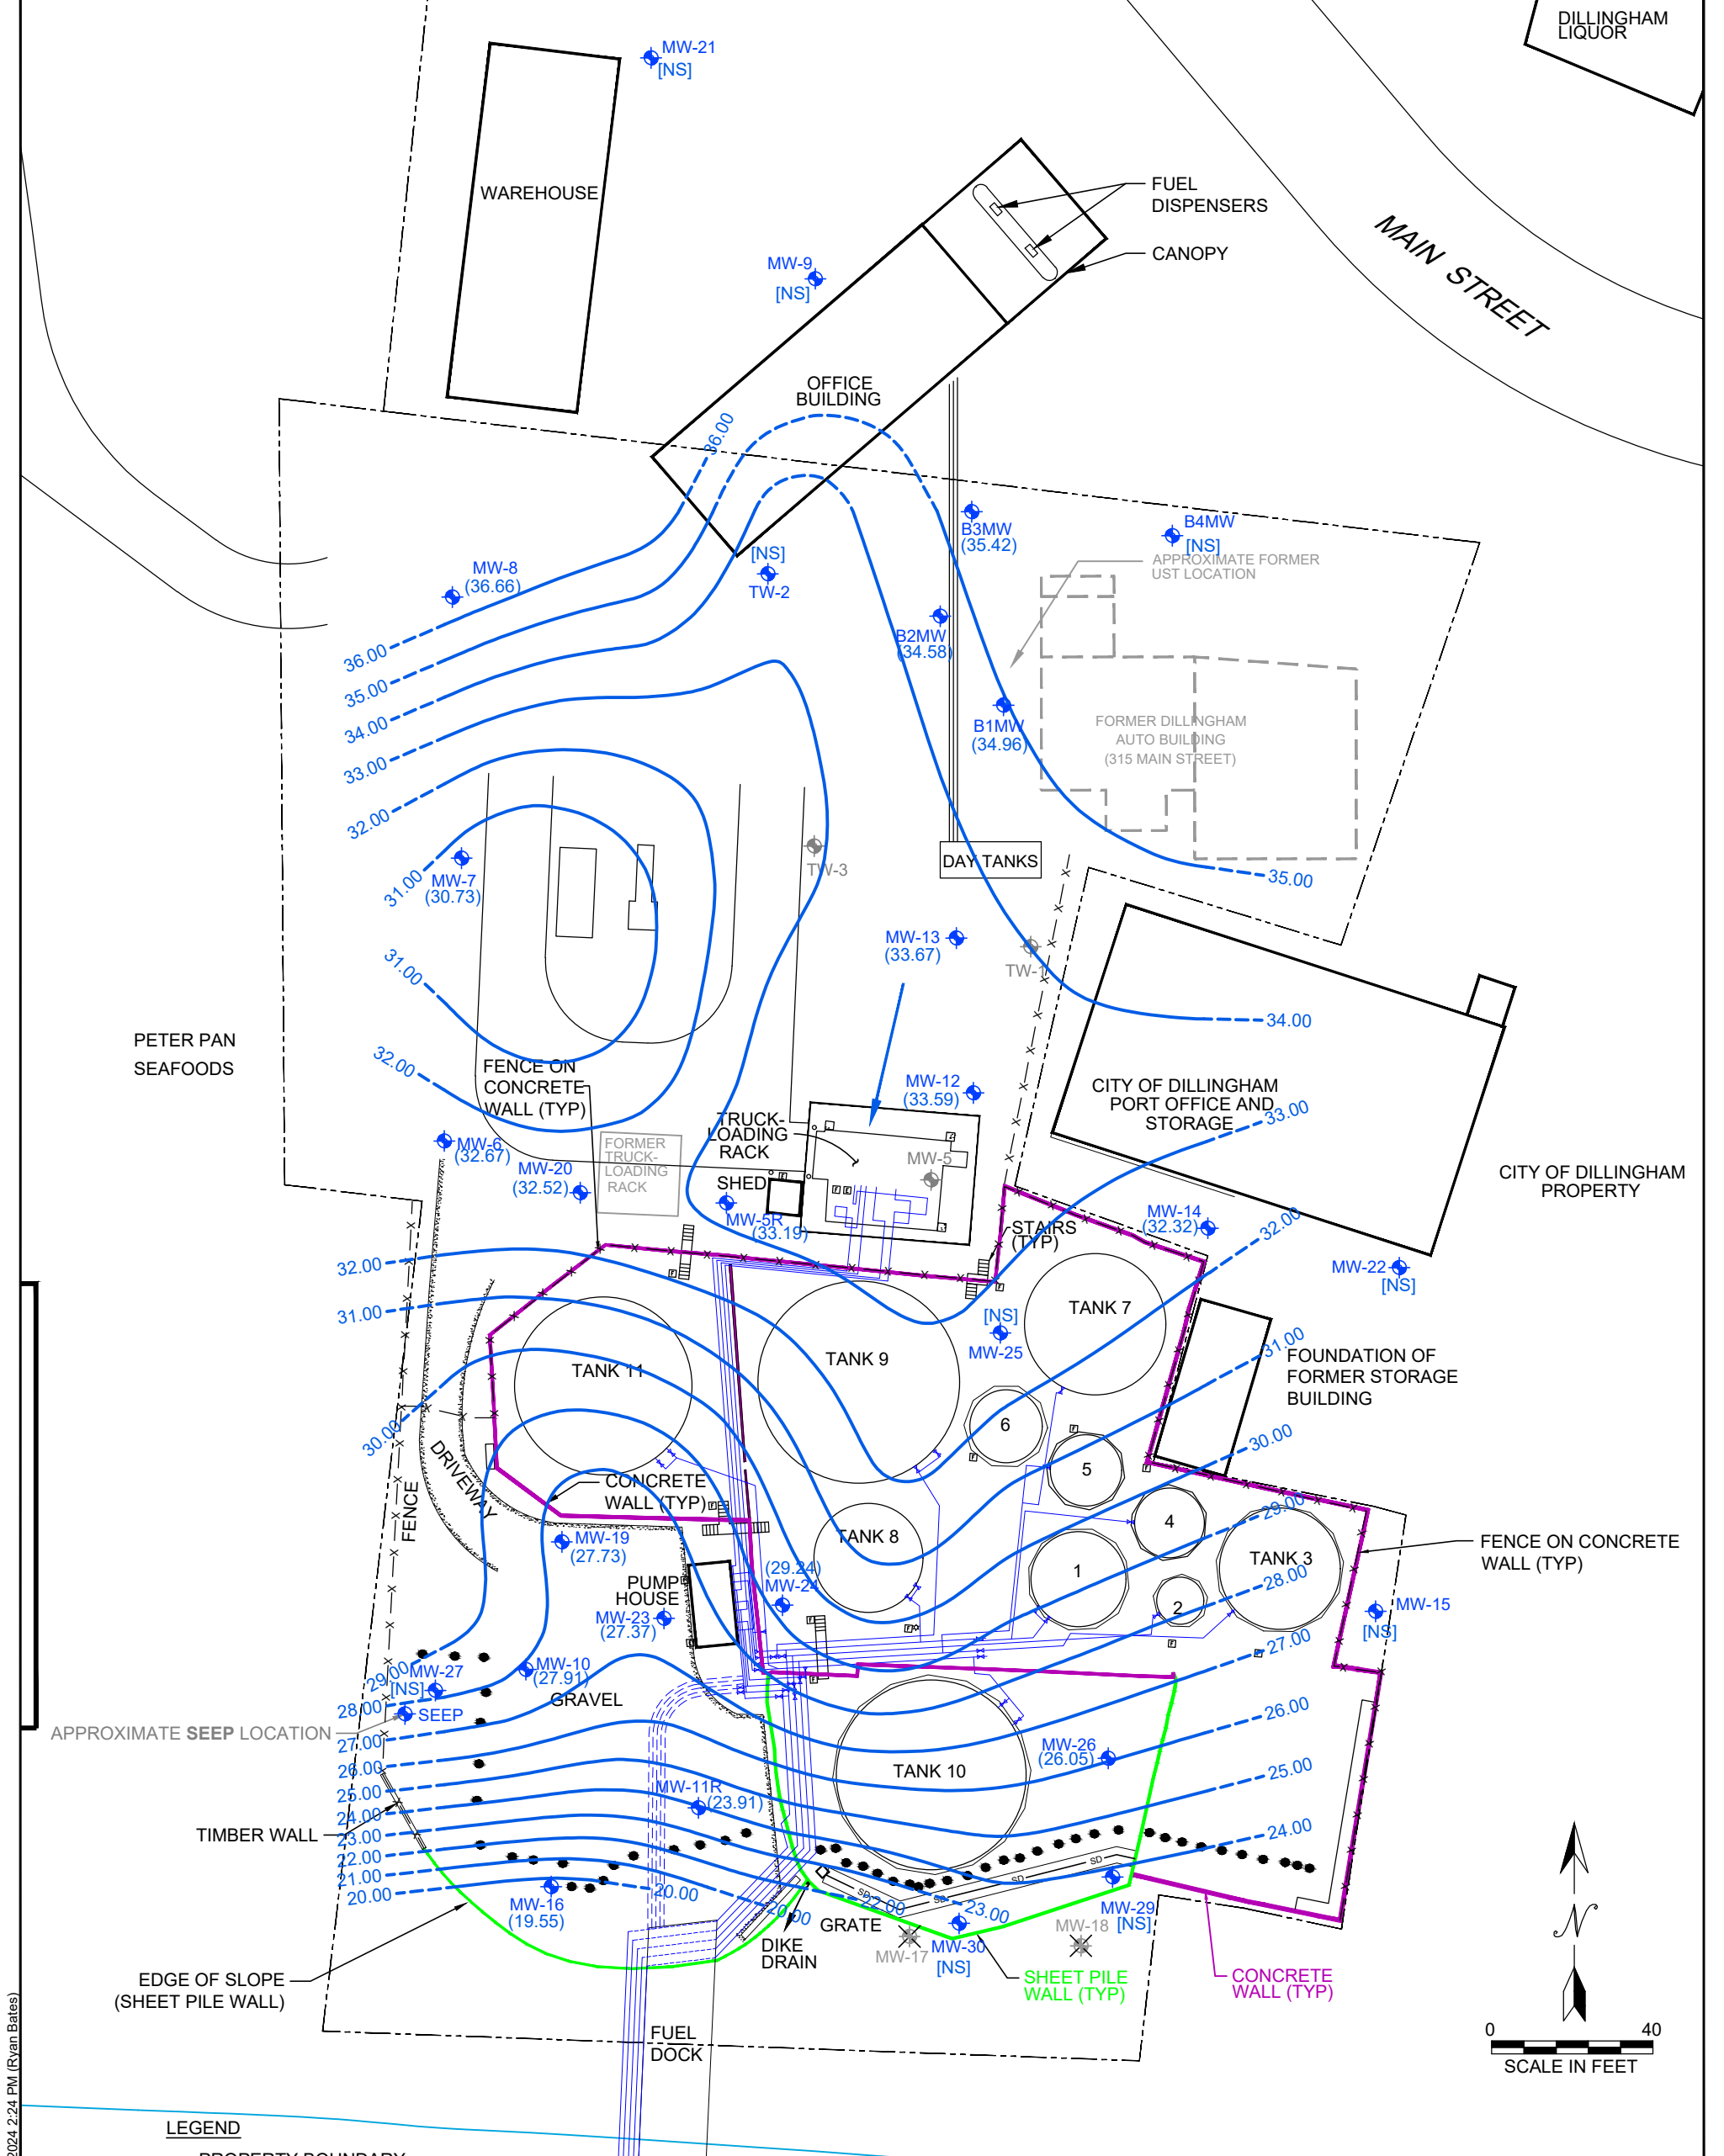 DILLINGHAM
LIQUOR
MW-21
[NS]
WAREHOUSE
FUEL
DISPENSERS
CANOPY
MAIN STREET
MW-9
[NS]
OFFICE
BUILDING
36.00
B3MW
(35.42)
B4MW
[NS]
APPROXIMATE FORMER
UST LOCATION
[NS]
TW-2
MW-8
(36.66)
B2MW
(34.58)
36.00
35.00
34.00
33.00
32.00
B1MW
(34.96)
FORMER DILLINGHAM
AUTO BUILDING
(315 MAIN STREET)
MW-7
(30.73)
31.00
TW-3
DAY TANKS
35.00
MW-13
(33.67)
TW-1
31.00
34.00
PETER PAN
SEAFOODS
32.00
FENCE ON
CONCRETE
WALL (TYP)
MW-12
(33.59)
CITY OF DILLINGHAM
PORT OFFICE AND
STORAGE
33.00
TRUCK-
LOADING
RACK
MW-6
(32.67)
FORMER
TRUCK-
LOADING
RACK
MW-5
MW-20
(32.52)
SHED
MW-5R
(33.19)
CITY OF DILLINGHAM
PROPERTY
MW-14
(32.32)
STAIRS
(TYP)
32.00
MW-22
[NS]
32.00
31.00
TANK 7
[NS]
MW-25
TANK 9
TANK 11
31.00
FOUNDATION OF
FORMER STORAGE
BUILDING
30.00
6
30.00
DRIVEWAY
FENCE
5
CONCRETE
WALL (TYP)
29.00
4
TANK 8
MW-19
(27.73)
TANK 3
FENCE ON CONCRETE
WALL (TYP)
1
(29.24)
MW-24
28.00
PUMP
HOUSE
2
MW-15
[NS]
MW-23
(27.37)
27.00
29.00
MW-27
[NS]
MW-10
(27.91)
GRAVEL
28.00
SEEP
APPROXIMATE SEEP LOCATION
26.00
27.00
MW-26
(26.05)
26.00
TANK 10
25.00
25.00
MW-11R
(23.91)
24.00
TIMBER WALL
23.00
24.00
22.00
21.00
20.00
SD
SD
SD
SD
MW-16
(19.55)
20.00
20.00
22.00
23.00
GRATE
MW-29
[NS]
MW-18
MW-17
MW-30
[NS]
DIKE
DRAIN
EDGE OF SLOPE
(SHEET PILE WALL)
SHEET PILE
WALL (TYP)
CONCRETE
WALL (TYP)
N
FUEL
DOCK
0 40
SCALE IN FEET
2024 2:24 PM (Ryan Bates)
LEGEND
PROPERTY BOUNDARY